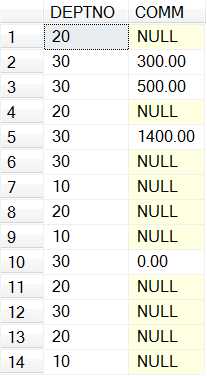 DEPTNO COMM
1 20 NULL
2 30 300.00
3 30 500.00
4 20 NULL
5 30 1400.00
6 30 NULL
7 10 NULL
8 20 NULL
9 10 NULL
10 30 0.00
11 20 NULL
12 30 NULL
13 20 NULL
14 10 NULL